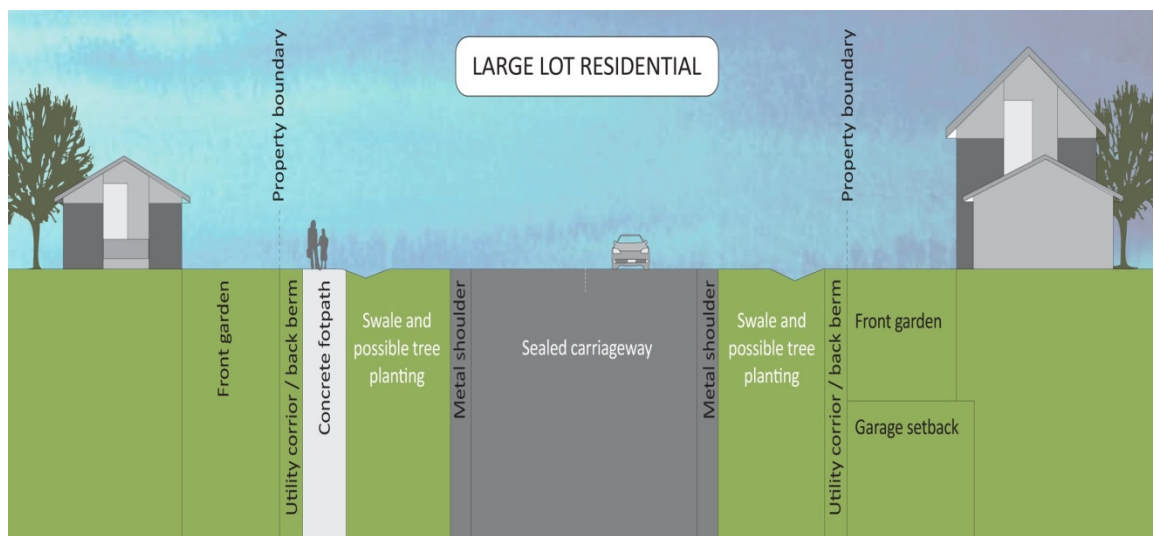 LARGE LOT RESIDENTIAL
Property boundary
Property boundary
Front garden
Utility corrior / back berm
Concrete fotpath
Swale and
possible tree
planting
Metal shoulder
Sealed carriageway
Metal shoulder
Swale and
possible tree
planting
Utility corrior / back berm
Front garden
Garage setback